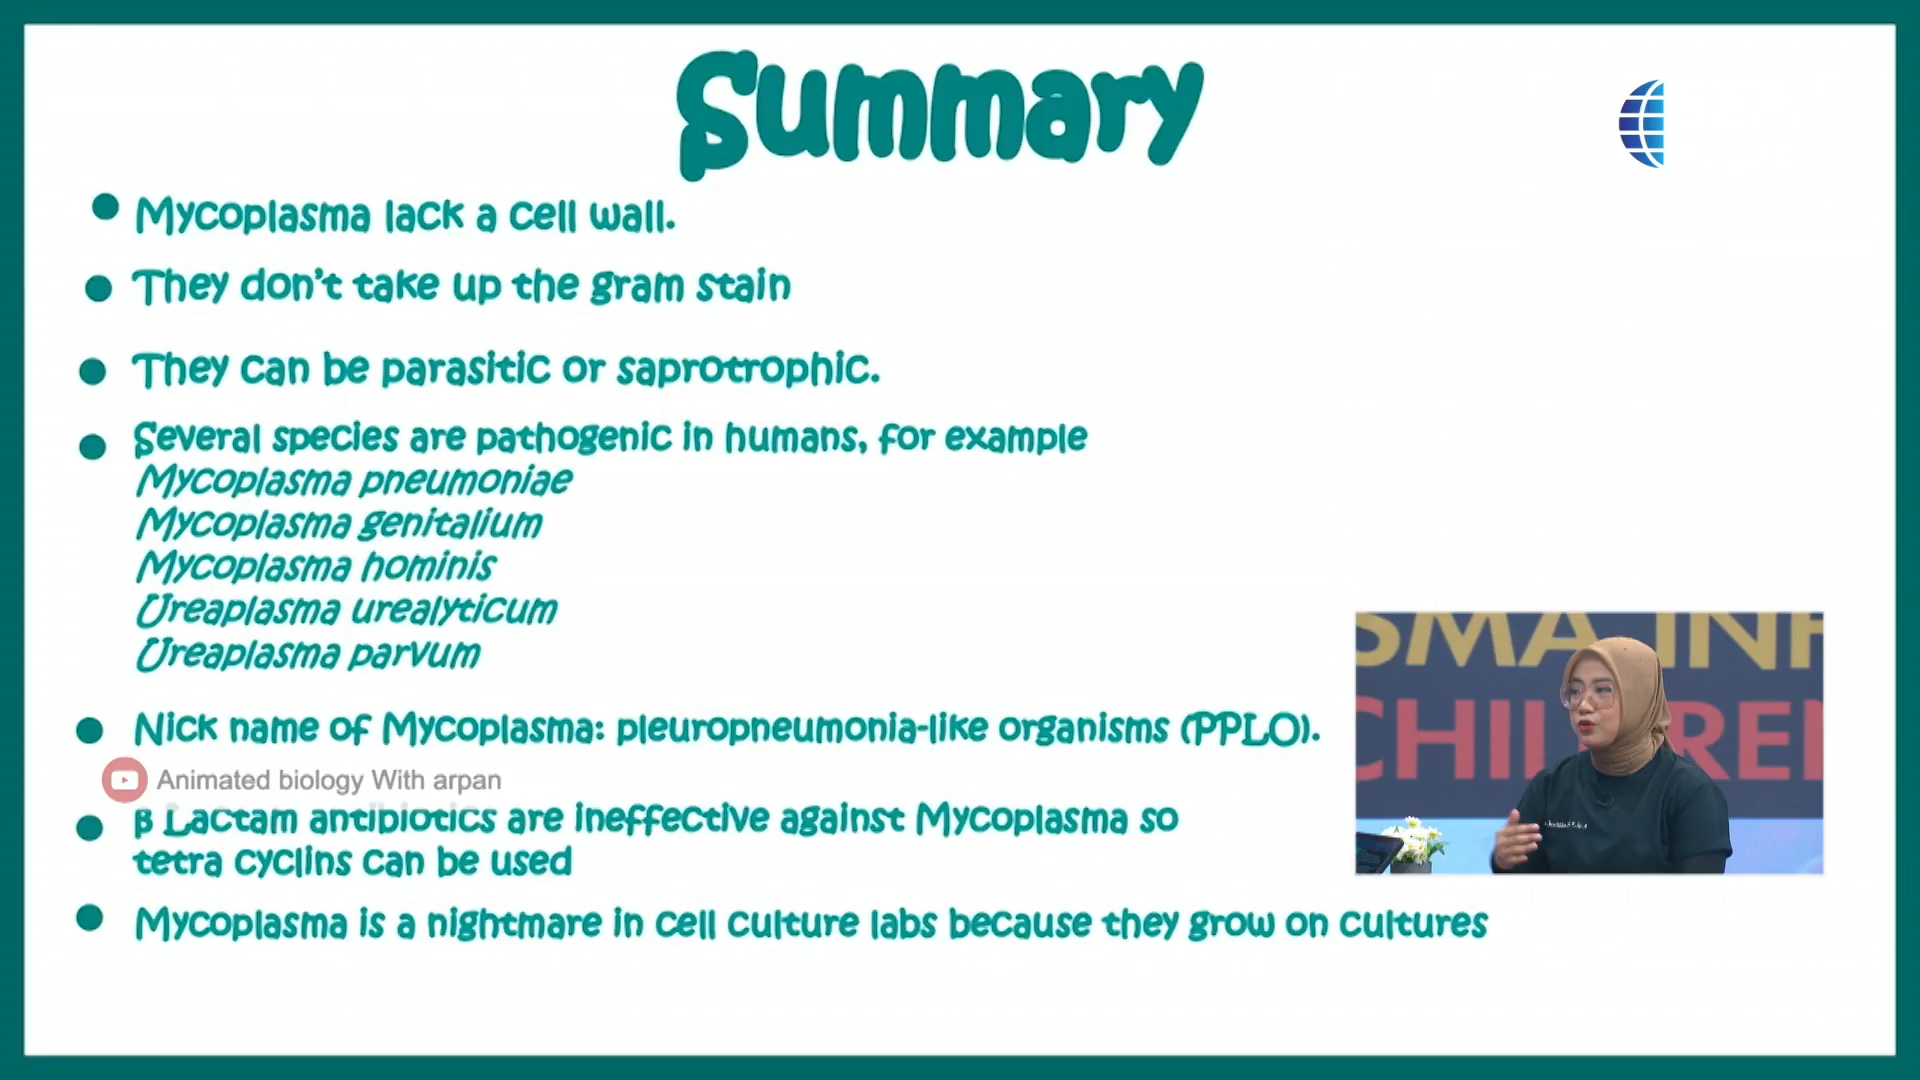 Summary
Mycoplasma lack a cell wall.
They don't take up the gram stain
They can be parasitic or saprotrophic.
Several species are pathogenic in humans, for example
Mycoplasma pneumoniae
Mycoplasma genitalium
Mycoplasma hominis
Ureaplasma urealyticum
Ureaplasma parvum
Nick name of Mycoplasma: pleuropneumonia-like organisms (PPLO).
Animated biology With arpan
β Lactam antibiotics are ineffective against Mycoplasma so
tetra cyclins can be used
Mycoplasma is a nightmare in cell culture labs because they grow on cultures
SMA INF
CHILDREN